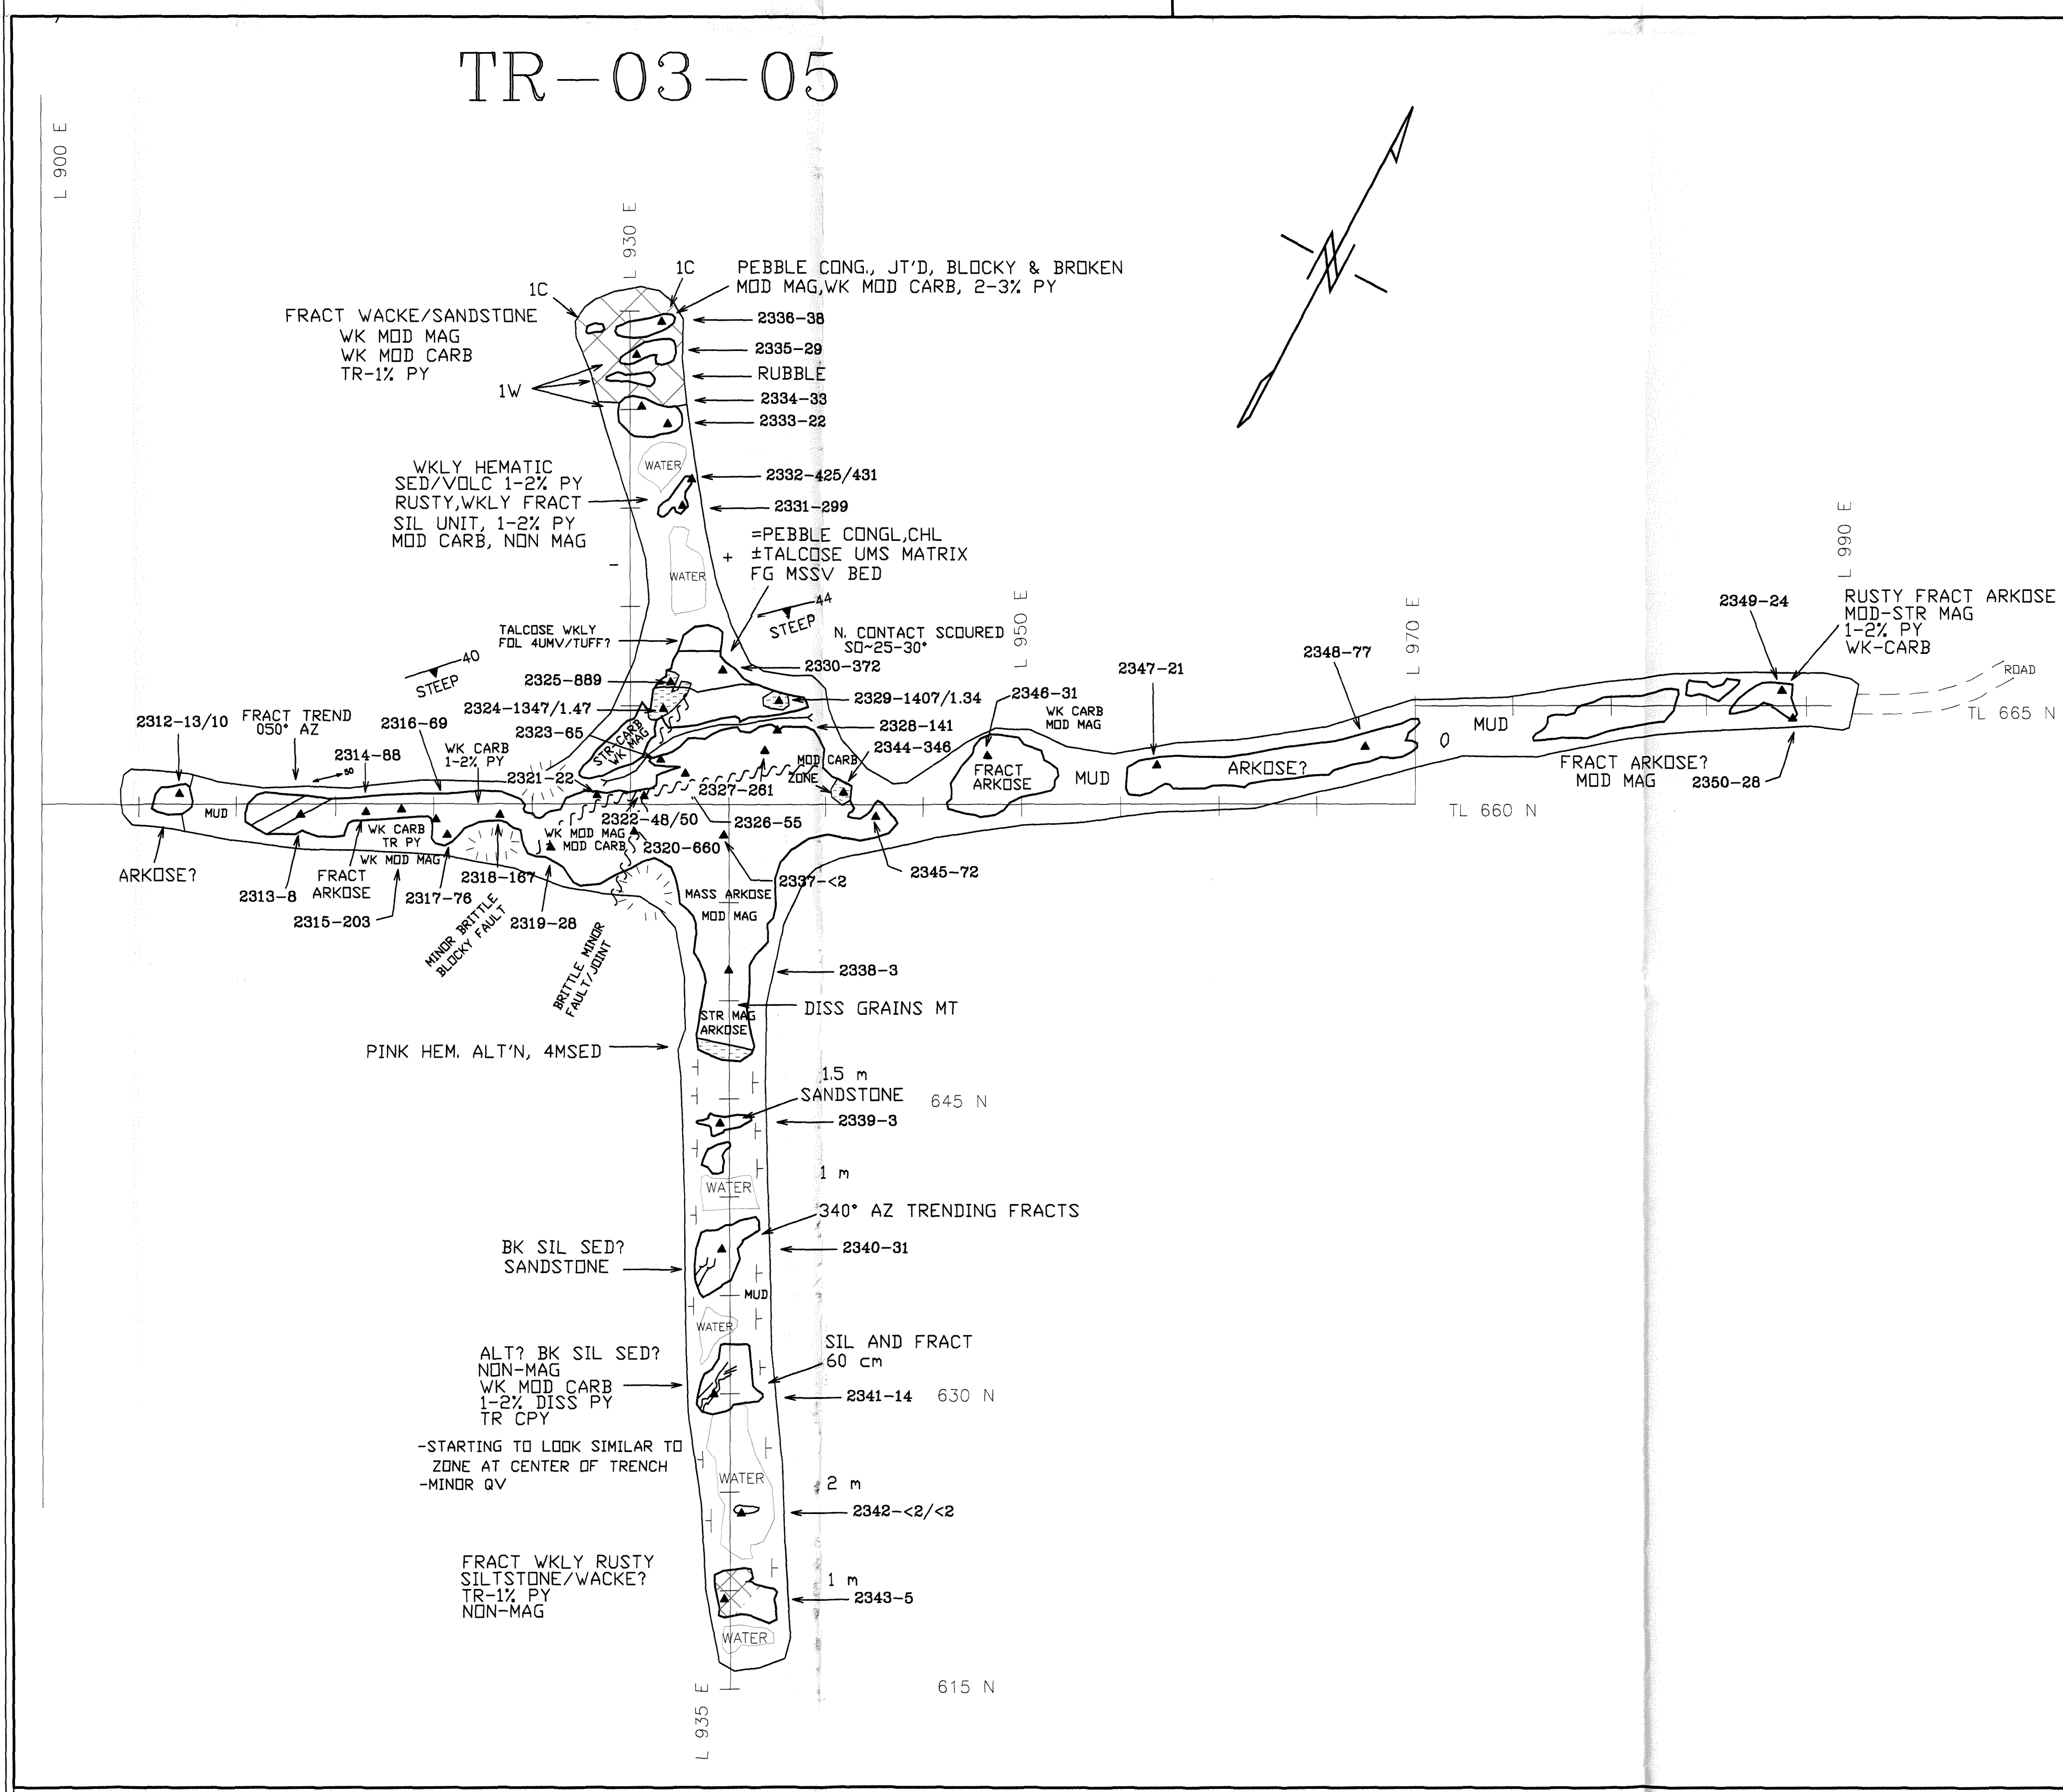 TR-03-05
L 900 E
L 930 E
1C
PEBBLE CONG., JT'D, BLOCKY & BROKEN
MOD MAG,WK MOD CARB, 2-3% PY
1C
FRACT WACKE/SANDSTONE
WK MOD MAG
WK MOD CARB
TR-1% PY
1W
2336-38
2335-29
RUBBLE
2334-33
2333-22
WATER
WKLY HEMATIC
SED/VOLC 1-2% PY
RUSTY,WKLY FRACT
SIL UNIT, 1-2% PY
MOD CARB, NON MAG
2332-425/431
2331-299
=PEBBLE CONGL,CHL
±TALCOSE UMS MATRIX
FG MSSV BED
WATER
+
-
44
STEEP
TALCOSE WKLY
FOL 4UMV/TUFF?
N. CONTACT SCOURED
SO~25-30°
L 950 E
L 970 E
L 990 E
40
STEEP
2330-372
2325-889
2329-1407/1.34
2324-1347/1.47
2328-141
2323-65
STR-CARB
WK MAG
2344-346
MOD CARB
ZONE
2346-31
WK CARB
MOD MAG
2347-21
2348-77
2349-24
RUSTY FRACT ARKOSE
MOD-STR MAG
1-2% PY
WK-CARB
ROAD
TL 665 N
MUD
FRACT ARKOSE?
MOD MAG
2350-28
FRACT
ARKOSE
MUD
ARKOSE?
TL 660 N
2312-13/10
FRACT TREND
050° AZ
50
2314-88
2316-69
WK CARB
1-2% PY
2321-22
2327-261
2322-48/50
2326-55
MUD
WK CARB
TR PY
WK MOD MAG
WK MOD MAG
MOD CARB
2320-660
ARKOSE?
2313-8
FRACT
ARKOSE
2315-203
2317-76
2318-167
2319-28
MINOR BRITTLE
BLOCKY FAULT
BRITTLE MINOR
FAULT/JOINT
2337-<2
2345-72
MASS ARKOSE
MOD MAG
2338-3
DISS GRAINS MT
STR MAG
ARKOSE
PINK HEM. ALT'N, 4MSED
1.5 m
SANDSTONE
645 N
2339-3
1 m
WATER
340° AZ TRENDING FRACTS
BK SIL SED?
SANDSTONE
2340-31
MUD
WATER
SIL AND FRACT
60 cm
ALT? BK SIL SED?
NON-MAG
WK MOD CARB
1-2% DISS PY
TR CPY
2341-14
630 N
-STARTING TO LOOK SIMILAR TO
ZONE AT CENTER OF TRENCH
-MINOR QV
WATER
2 m
2342-<2/<2
FRACT WKLY RUSTY
SILTSTONE/WACKE?
TR-1% PY
NON-MAG
1 m
2343-5
WATER
L 935 E
615 N